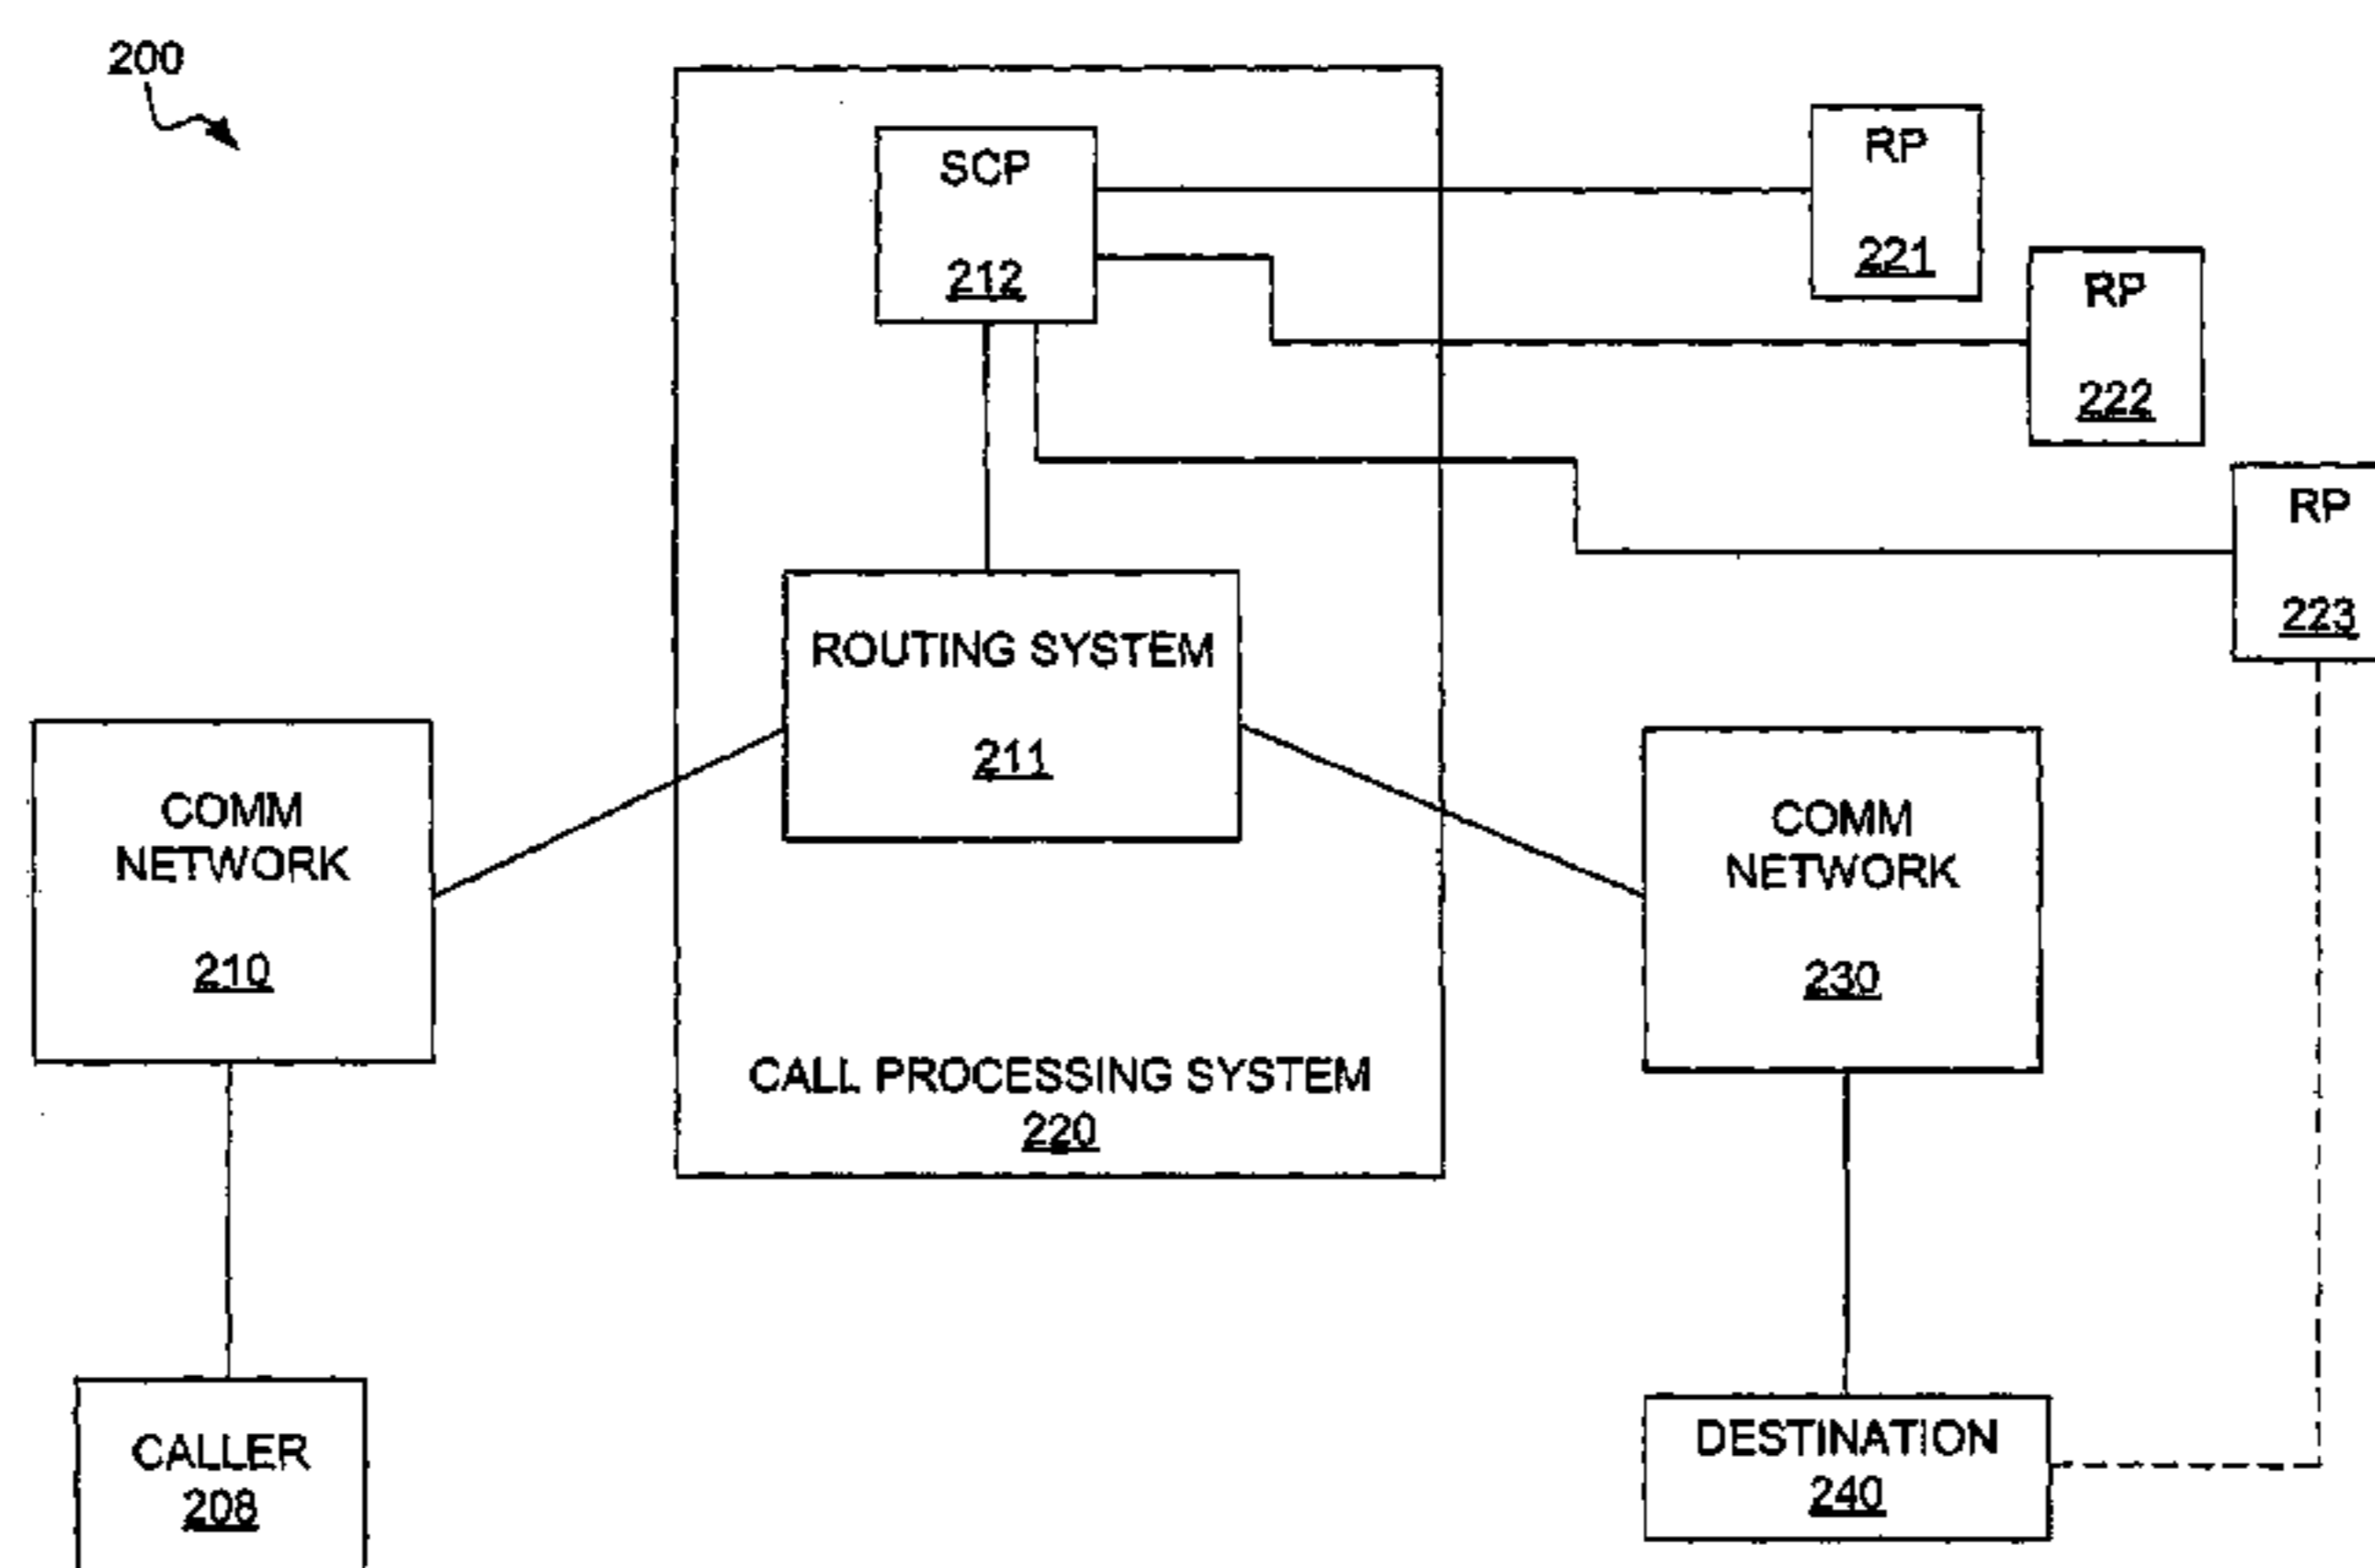 200
SCP
212
RP
221
RP
222
RP
223
ROUTING SYSTEM
211
COMM
NETWORK
210
COMM
NETWORK
230
CALL PROCESSING SYSTEM
220
CALLER
208
DESTINATION
240